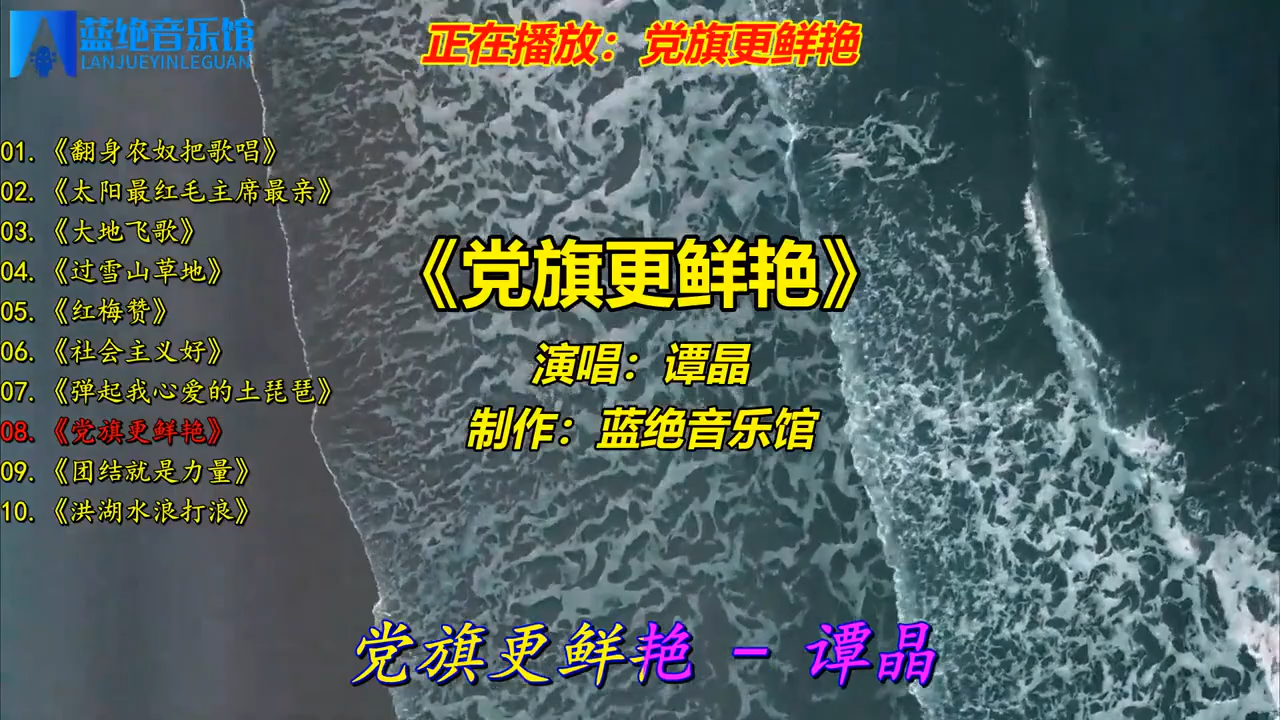 蓝绝音乐馆
LANJUEYINLEGUAN
正在播放：党旗更鲜艳
01.《翻身农奴把歌唱》
02.《太阳最红毛主席最亲》
03.《大地飞歌》
04.《过雪山草地》
05.《红梅赞》
06.《社会主义好》
07.《弹起我心爱的土琵琶》
08.《党旗更鲜艳》
09.《团结就是力量》
10.《洪湖水浪打浪》
《党旗更鲜艳》
演唱：谭晶
制作：蓝绝音乐馆
党旗更鲜艳 - 谭晶